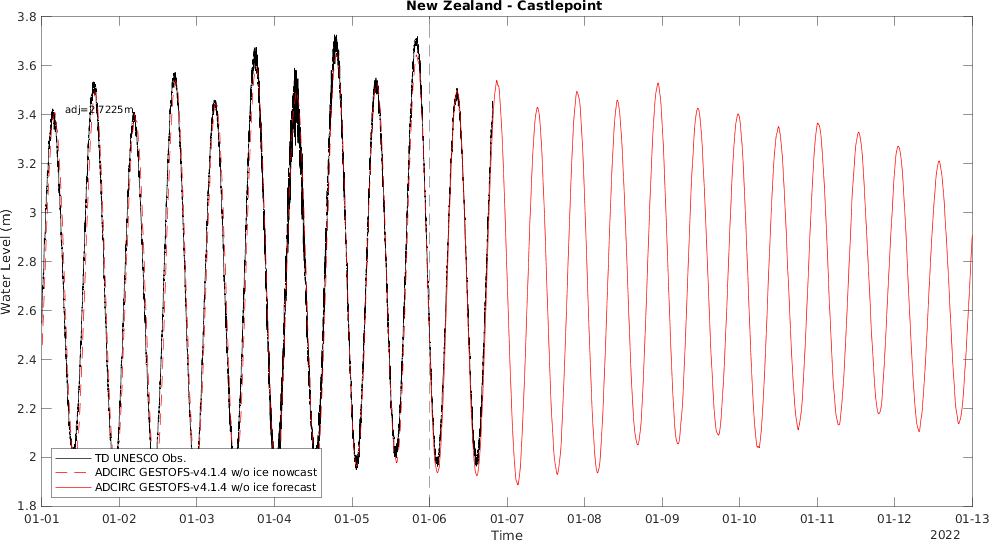 New Zealand - Castlepoint
Water Level (m)
3.8
3.6
3.4
3.2
3
2.8
2.6
2.4
2.2
2
1.8
adj=2.7225m
TD UNESCO Obs.
ADCIRC GESTOFS-v4.1.4 w/o ice nowcast
ADCIRC GESTOFS-v4.1.4 w/o ice forecast
01-01 01-02 01-03 01-04 01-05 01-06 01-07 01-08 01-09 01-10 01-11 01-12 01-13
Time
2022